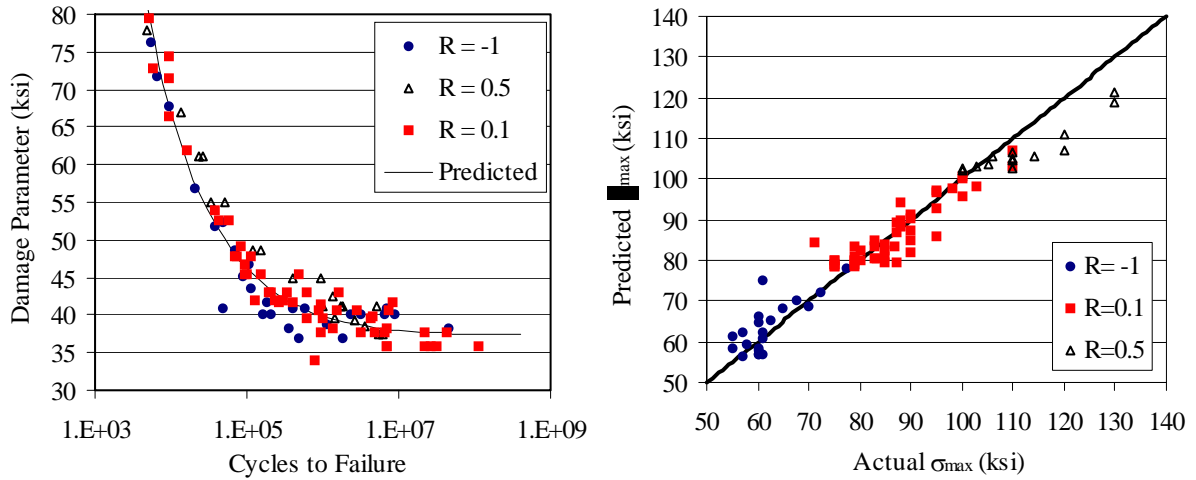 Damage Parameter (ksi)
80
75
70
65
60
55
50
45
40
35
30
1.E+03
1.E+05
1.E+07
1.E+09
Cycles to Failure
R = -1
R = 0.5
R = 0.1
Predicted
Predicted max (ksi)
140
130
120
110
100
90
80
70
60
50
50
60
70
80
90
100
110
120
130
140
Actual σmax (ksi)
R= -1
R=0.1
R=0.5